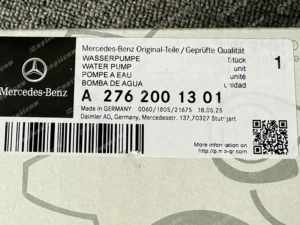 Mercedes-Benz Original-Teile / Geprüfte Qualität
WASSERPUMPE
WATER PUMP
POMPE A EAU
BOMBA DE AGUA
Stück
unit
unité
unidad
1
Mercedes-Benz
A 276 200 13 01
Made in GERMANY 0060/1805/21675 18.05.25
Daimler AG, Germany, Mercedesstr. 137,70327 Stuttgart
More information on